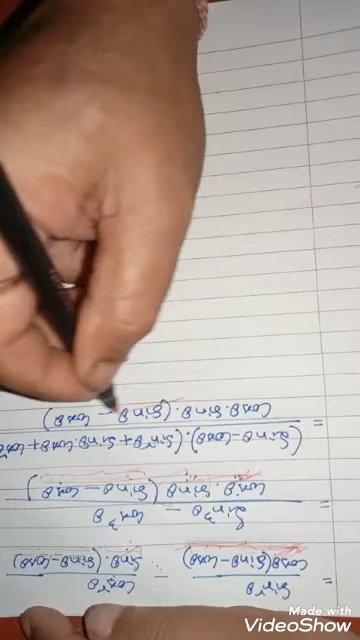 = Sin²θ / Cosθ(Sinθ-Cosθ) - Cos²θ / Sinθ.(Sinθ-Cosθ)
= Sin³θ - Cos³θ / Cosθ.Sinθ (Sinθ - Cosθ)
= (Sinθ-Cosθ).(Sin²θ+Sinθ.Cosθ+Cos²θ / Cosθ.Sinθ.(Sinθ - Cosθ)
Made with
VideoShow